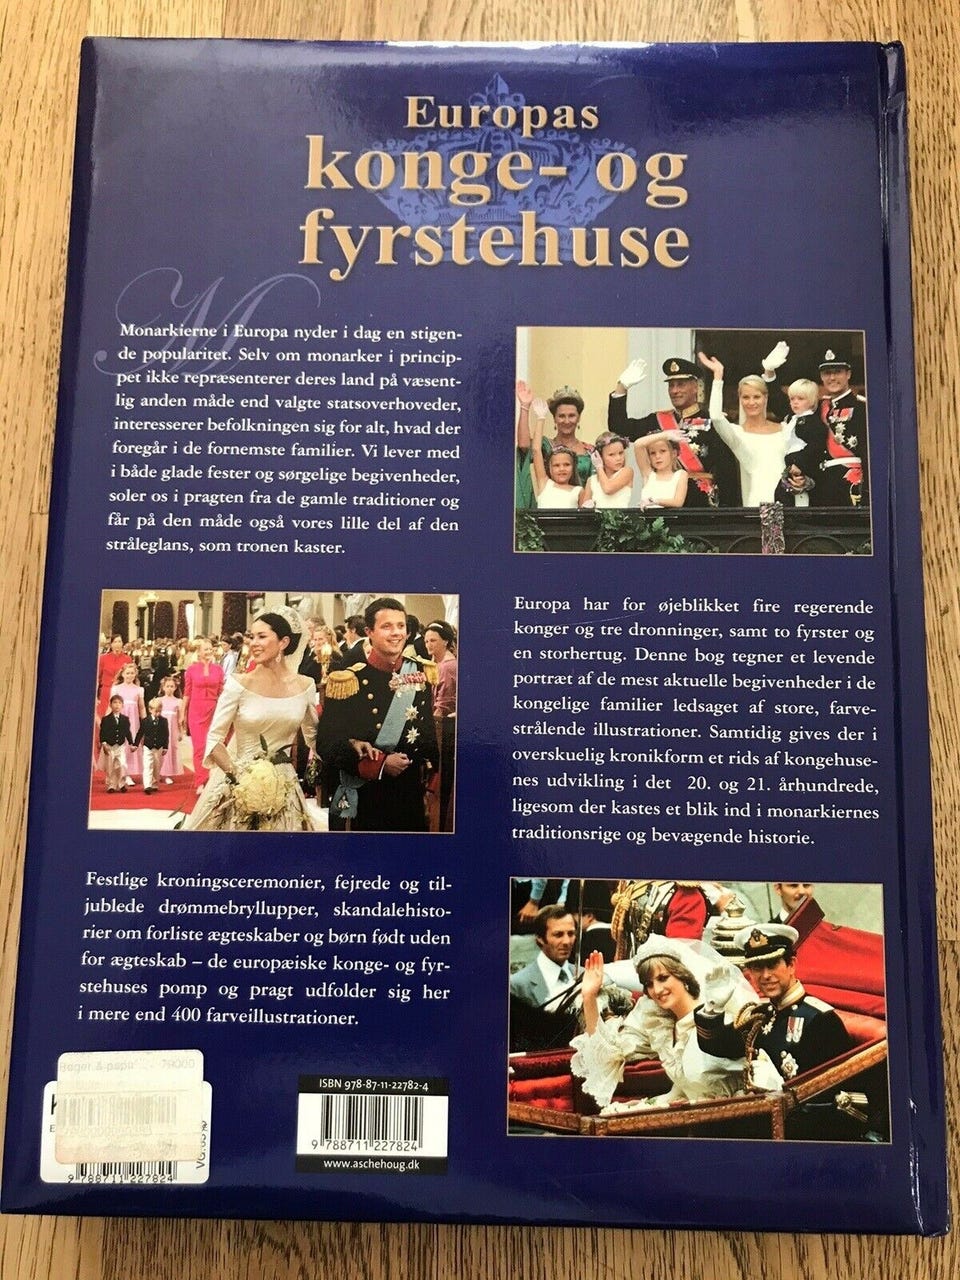 Europas
konge- og
fyrstehuse
Monarkierne i Europa nyder i dag en stigen-
de popularitet. Selv om monarker i princip-
pet ikke repræsenterer deres land på væsent-
lig anden måde end valgte statsoverhoveder,
interesserer befolkningen sig for alt, hvad der
foregår i de fornemste familier. Vi lever med
i både glade fester og sørgelige begivenheder,
soler os i pragten fra de gamle traditioner og
får på den måde også vores lille del af den
stråleglans, som tronen kaster.
Europa har for øjeblikket fire regerende
konger og tre dronninger, samt to fyrster og
en storhertug. Denne bog tegner et levende
portræt af de mest aktuelle begivenheder i de
kongelige familier ledsaget af store, farve-
strålende illustrationer. Samtidig gives der i
overskuelig kronikform et rids af kongehuse-
nes udvikling i det 20. og 21. århundrede,
ligesom der kastes et blik ind i monarkiernes
traditionsrige og bevægende historie.
Festlige kroningsceremonier, fejrede og til-
jublede drømmebryllupper, skandalehisto-
rier om forliste ægteskaber og børn født uden
for ægteskab – de europæiske konge- og fyr-
stehuses pomp og pragt udfolder sig her
i mere end 400 farveillustrationer.
Bøger & papir
ISBN 978-87-11-22782-4
9 788711 227824
www.aschehoug.dk
9 788711 227824